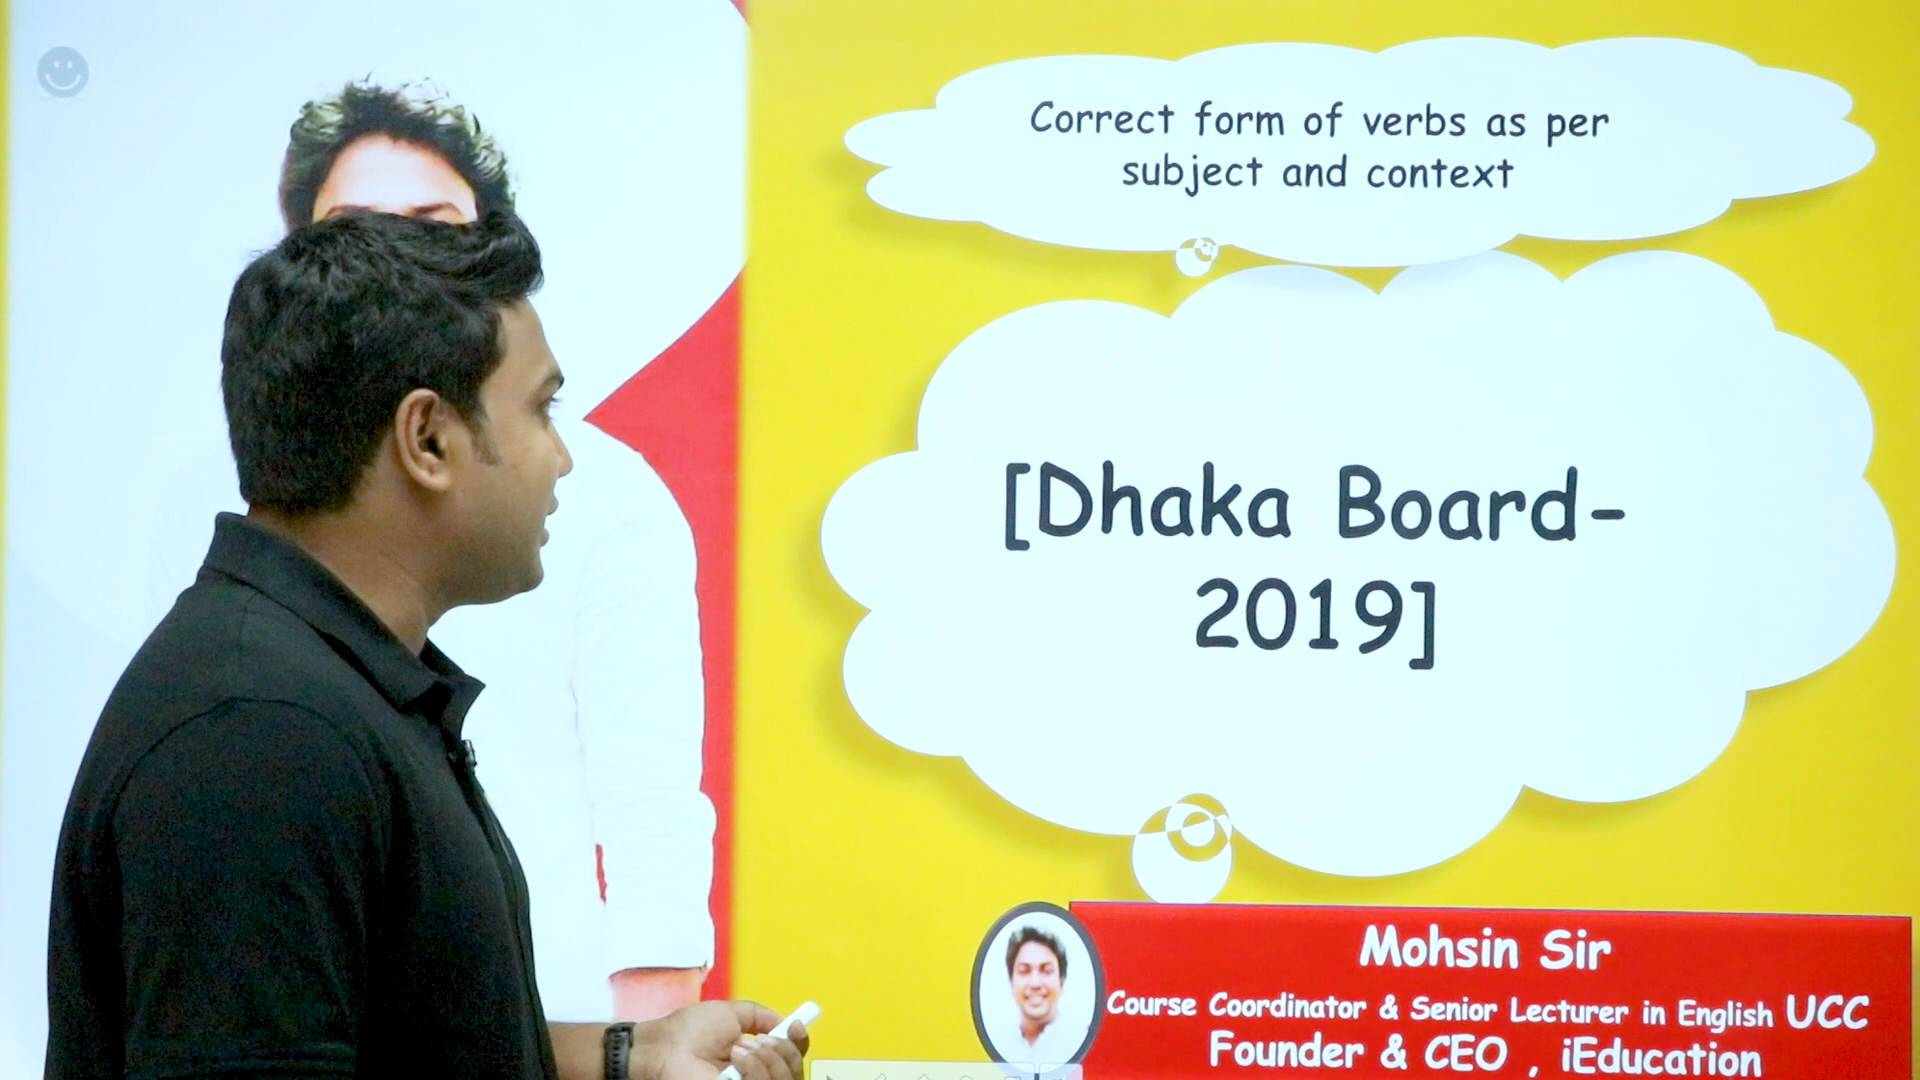 Correct form of verbs as per
subject and context
[Dhaka Board-
2019]
Mohsin Sir
Course Coordinator & Senior Lecturer in English UCC
Founder & CEO , iEducation